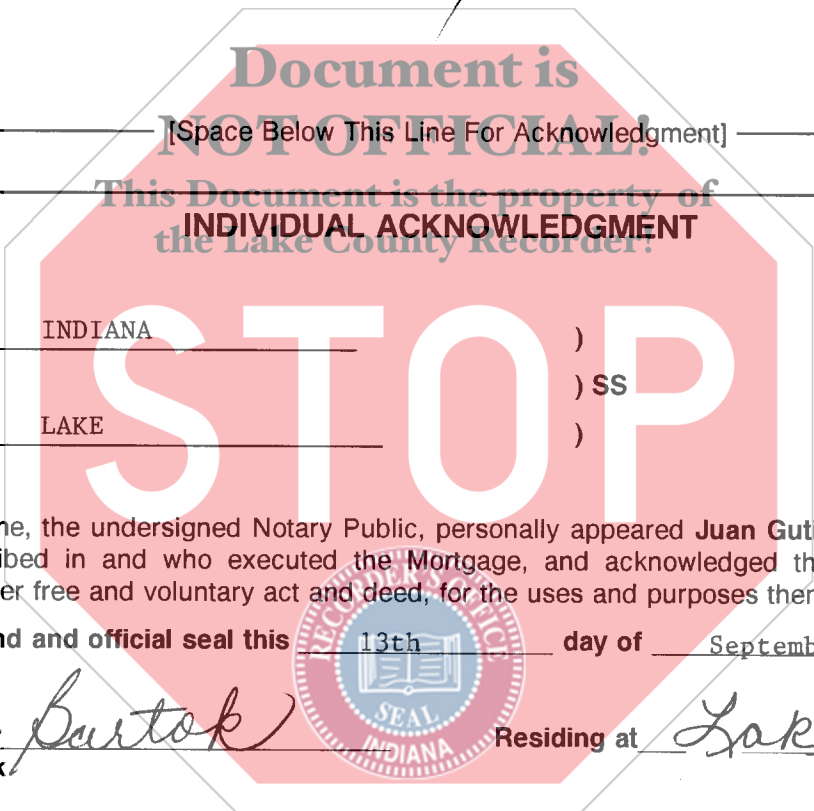 Document is
NOT OFFICIAL!
[Space Below This Line For Acknowledgment]
This Document is the property of
the Lake County Recorder!
INDIVIDUAL ACKNOWLEDGMENT
INDIANA )
) SS
LAKE )
STOP
ne, the undersigned Notary Public, personally appeared Juan Guti
ibed in and who executed the Mortgage, and acknowledged th
er free and voluntary act and deed, for the uses and purposes ther
nd and official seal this 13th day of Septemb
Bartok Residing at Lak
k
RECORDER'S OFFICE
SEAL
INDIANA